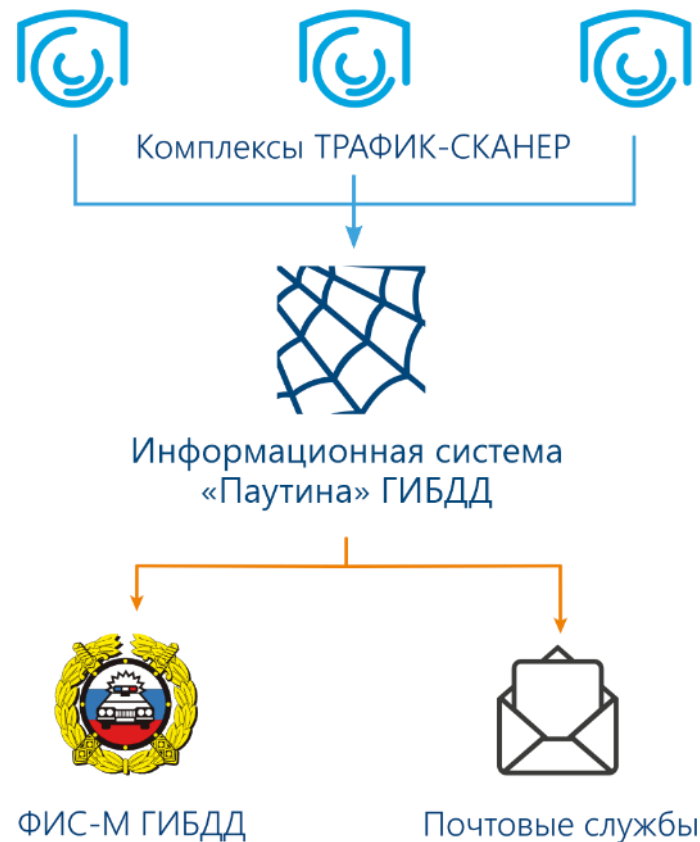 Комплексы ТРАФИК-СКАНЕР
Информационная система
«Паутина» ГИБДД
ФИС-М ГИБДД
Почтовые службы